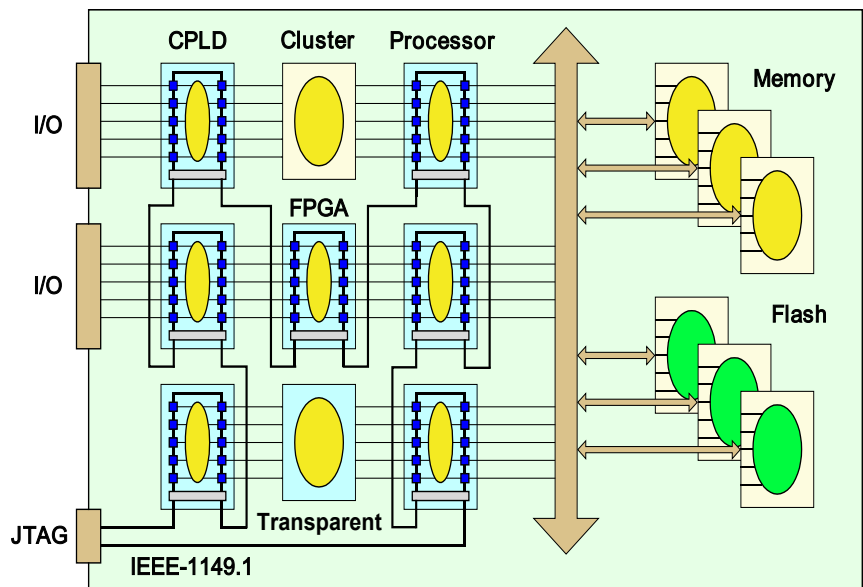 CPLD
Cluster
Processor
Memory
I/O
FPGA
I/O
Flash
Transparent
JTAG
IEEE-1149.1